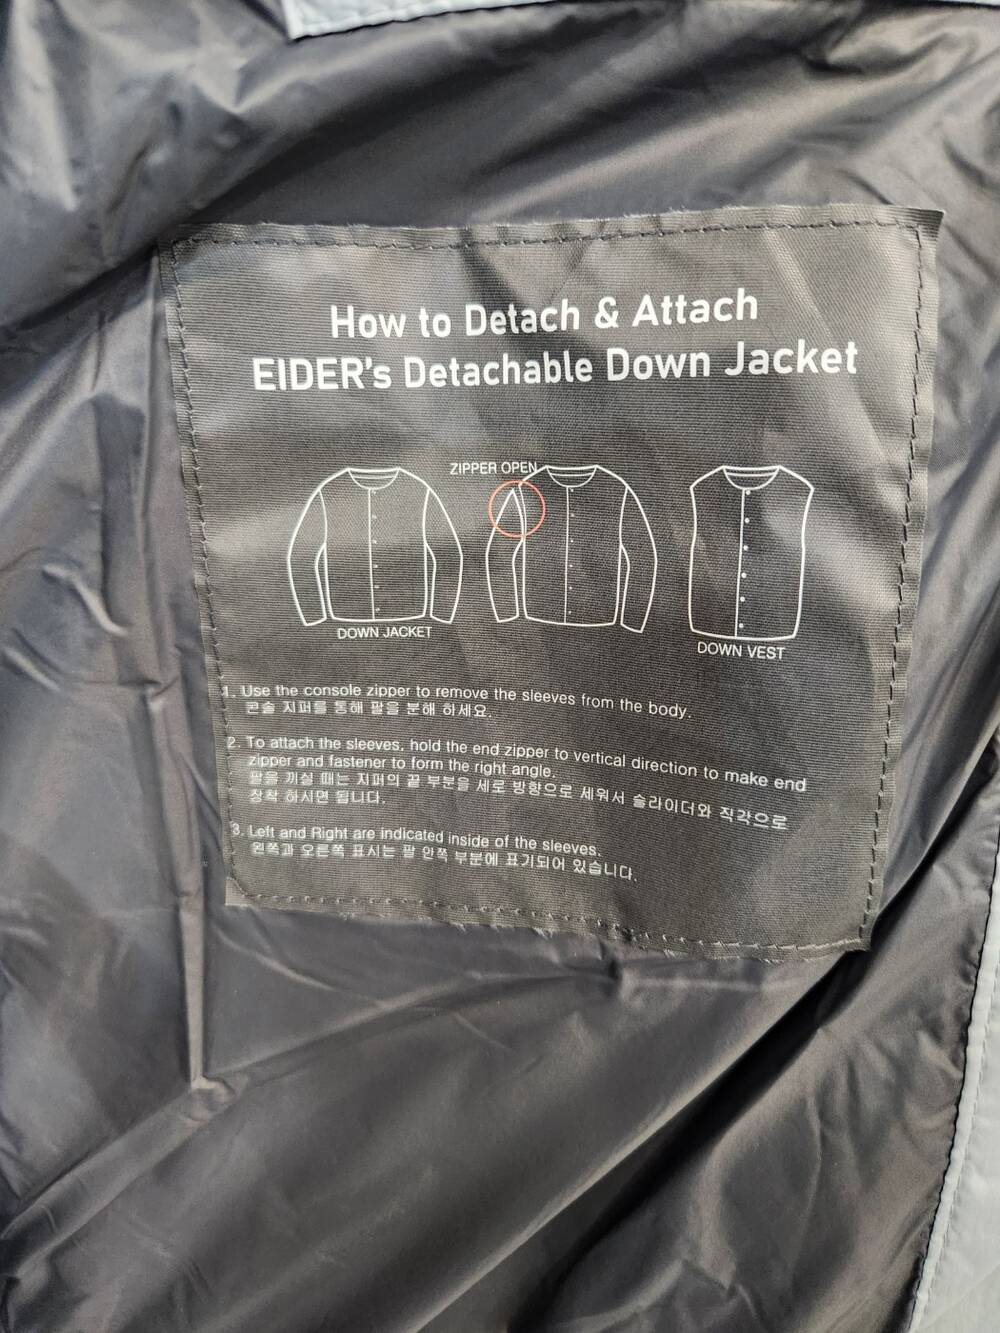 How to Detach & Attach
EIDER's Detachable Down Jacket
ZIPPER OPEN
DOWN JACKET
DOWN VEST
1. Use the console zipper to remove the sleeves from the body.
콘솔 지퍼를 통해 팔을 분해 하세요.
2. To attach the sleeves, hold the end zipper to vertical direction to make end
zipper and fastener to form the right angle.
팔을 끼실 때는 지퍼의 끝 부분을 세로 방향으로 세워서 슬라이더와 직각으로
장착 하시면 됩니다.
3. Left and Right are indicated inside of the sleeves.
왼쪽과 오른쪽 표시는 팔 안쪽 부분에 표기되어 있습니다.